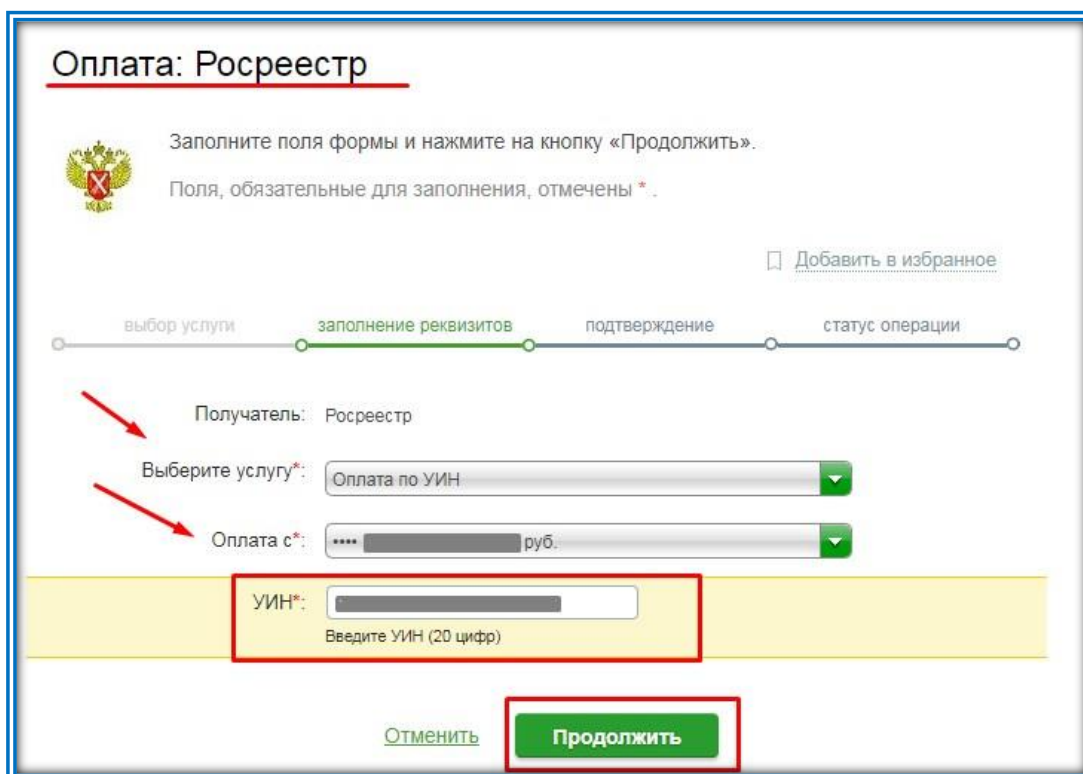 Оплата: Росреестр
Заполните поля формы и нажмите на кнопку «Продолжить».
Поля, обязательные для заполнения, отмечены * .
Добавить в избранное
выбор услуги заполнение реквизитов подтверждение статус операции
Получатель: Росреестр
Выберите услугу*: Оплата по УИН
Оплата с*: •••• руб.
УИН*:
Введите УИН (20 цифр)
Отменить Продолжить